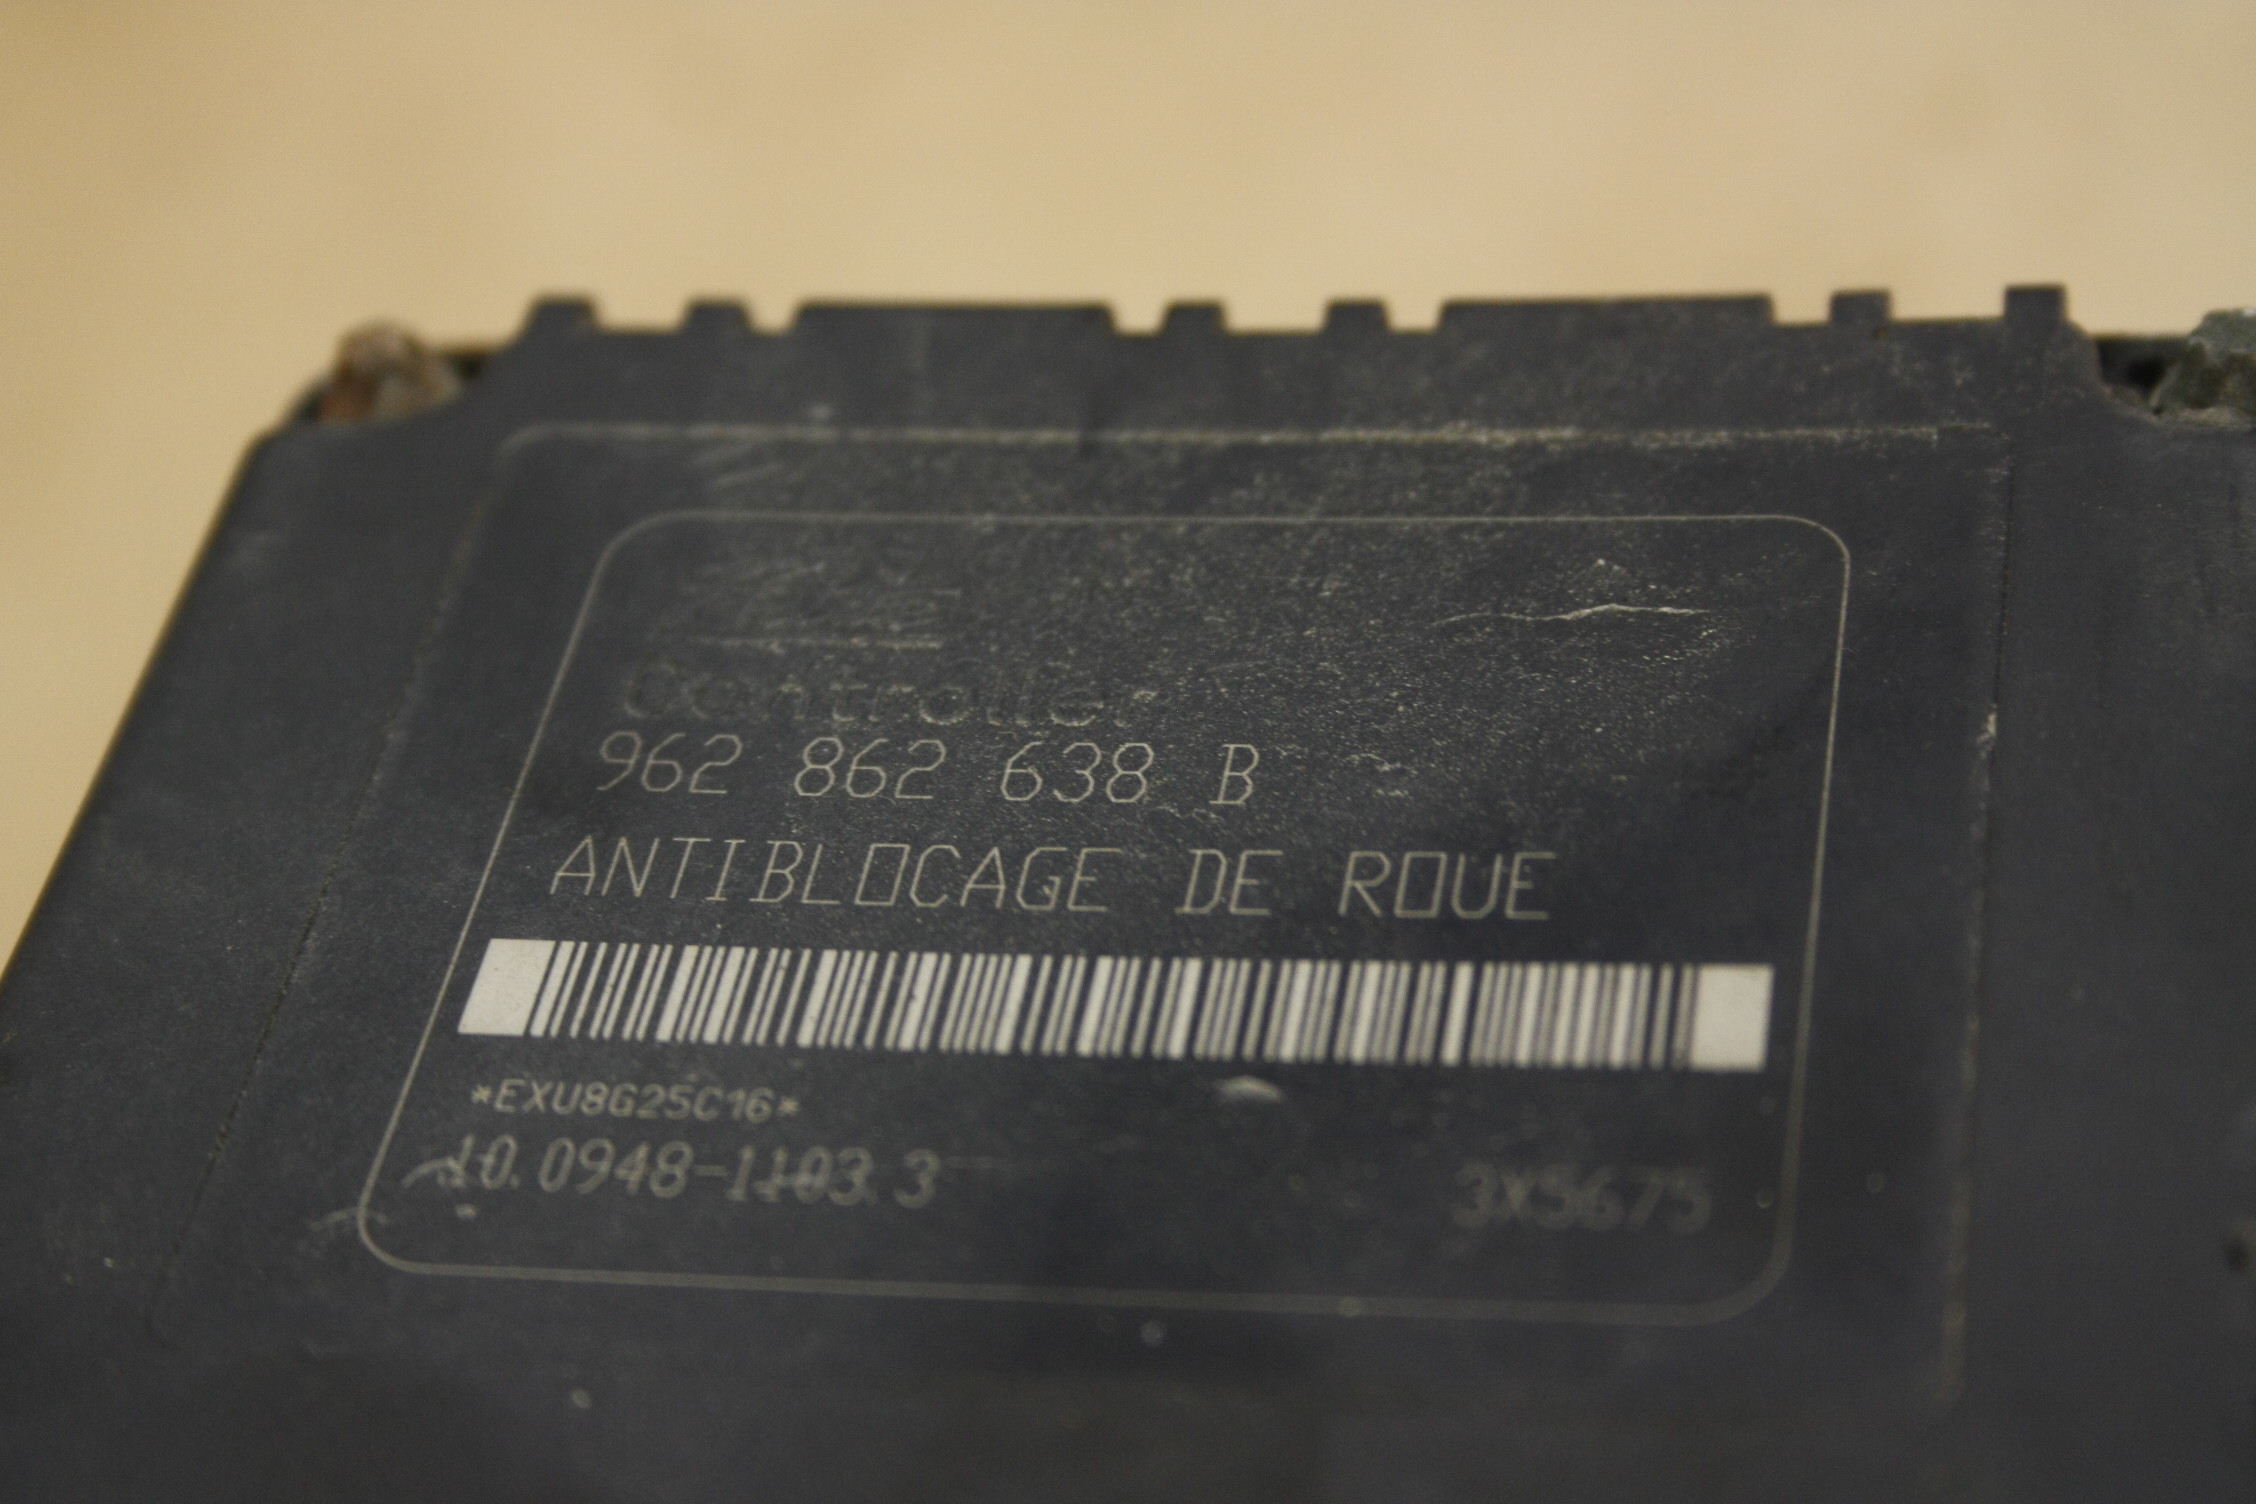 Controller
962 862 638 B
ANTIBLOCAGE DE ROUE
*EXU8G25C16*
10.0948-1103.3
3X5675